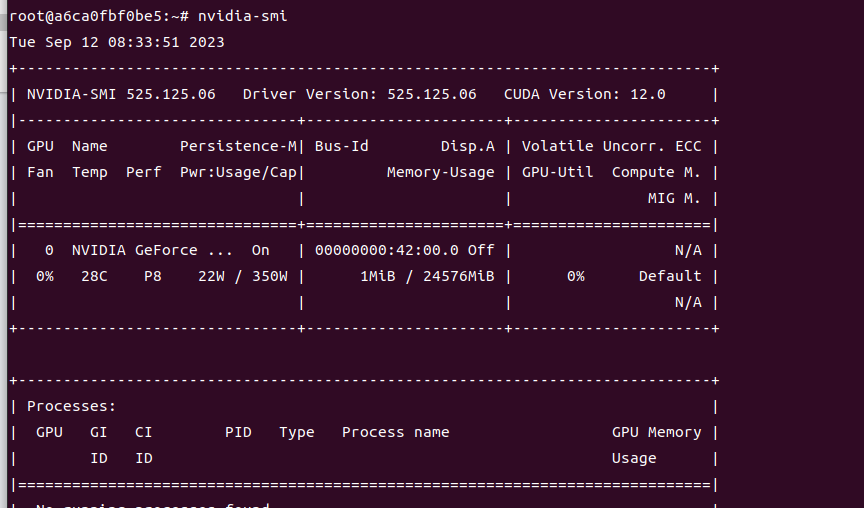 root@a6ca0fbf0be5:~# nvidia-smi
Tue Sep 12 08:33:51 2023
+-----------------------------------------------------------------------------+
| NVIDIA-SMI 525.125.06   Driver Version: 525.125.06   CUDA Version: 12.0     |
|-------------------------------+----------------------+----------------------+
| GPU  Name        Persistence-M| Bus-Id        Disp.A | Volatile Uncorr. ECC |
| Fan  Temp  Perf  Pwr:Usage/Cap|         Memory-Usage | GPU-Util  Compute M. |
|                               |                      |               MIG M. |
|===============================+======================+======================|
|   0  NVIDIA GeForce ...  On   | 00000000:42:00.0 Off |                  N/A |
|  0%   28C    P8    22W / 350W |      1MiB / 24576MiB |      0%      Default |
|                               |                      |                  N/A |
+-------------------------------+----------------------+----------------------+

+-----------------------------------------------------------------------------+
| Processes:                                                                  |
|  GPU   GI   CI        PID   Type   Process name                  GPU Memory |
|        ID   ID                                                   Usage      |
|=============================================================================|
|  No running processes found                                                 |